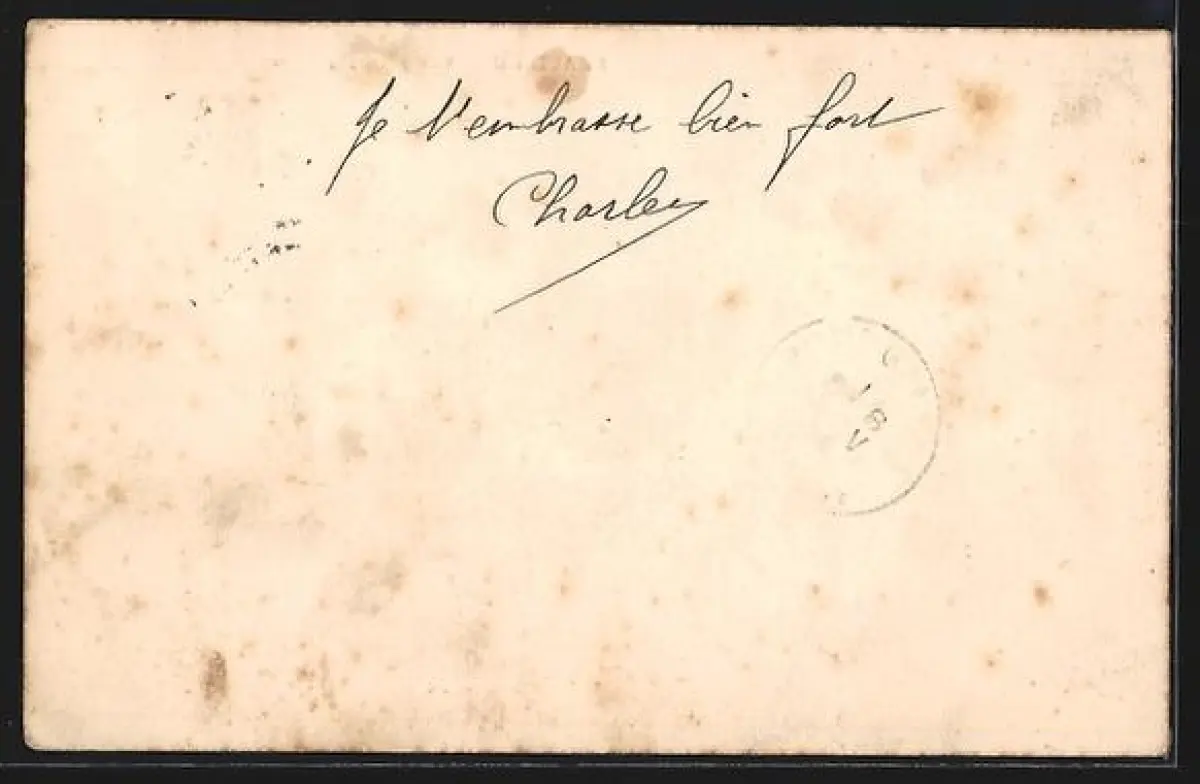 Je t'embrasse bien fort
Charles